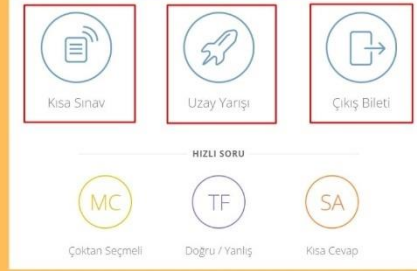 Kısa Sınav
Uzay Yarışı
Çıkış Bileti
HIZLI SORU
MC
TF
SA
Çoktan Seçmeli
Doğru / Yanlış
Kısa Cevap